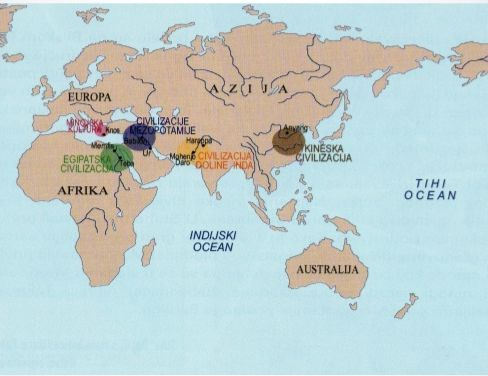 AZIJA
EUROPA
MINOJSKA
KULTURA
Knos
CIVILIZACIJE
MEZOPOTAMIJE
Babilon
Ur
Memfis
EGIPATSKA
CIVILIZACIJA
Harappa
Mohenjo
Daro
CIVILIZACIJA
DOLINE INDA
Anyang
KINESKA
CIVILIZACIJA
AFRIKA
INDIJSKI
OCEAN
TIHI
OCEAN
AUSTRALIJA